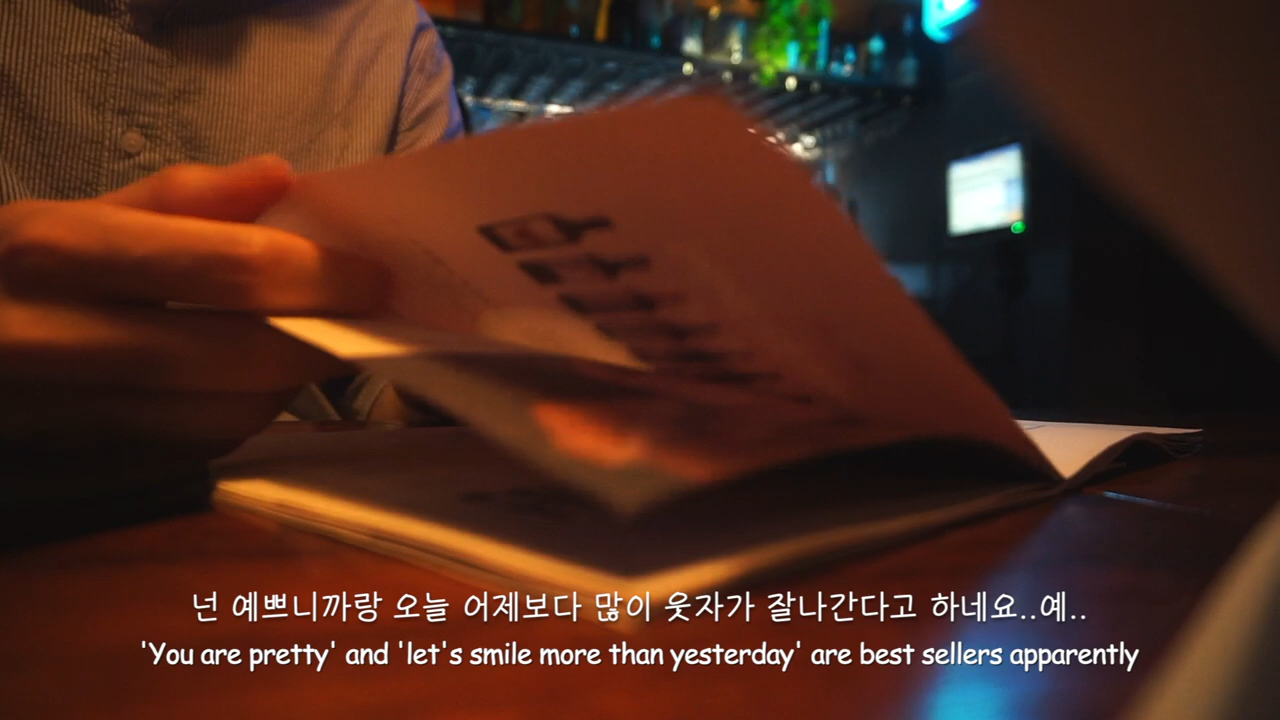 넌 예쁘니까랑 오늘 어제보다 많이 웃자가 잘나간다고 하네요..예..
'You are pretty' and 'let's smile more than yesterday' are best sellers apparently